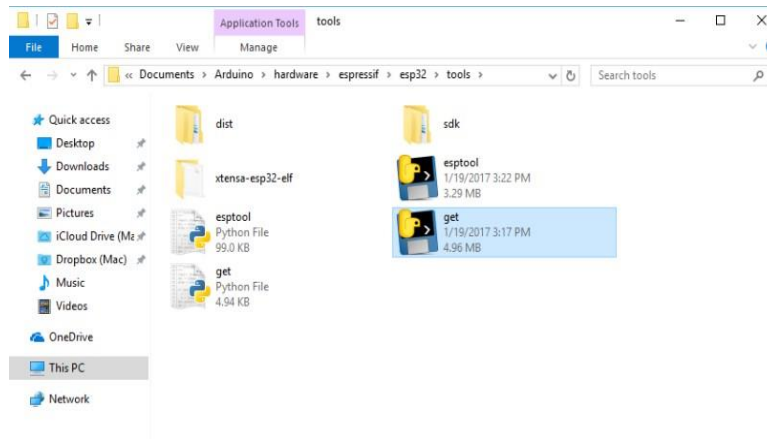 Application Tools tools
File Home Share View Manage
« Documents › Arduino › hardware › espressif › esp32 › tools ›
Search tools
Quick access
Desktop
Downloads
Documents
Pictures
iCloud Drive (Ma
Dropbox (Mac)
Music
Videos
OneDrive
This PC
Network
dist
sdk
xtensa-esp32-elf
esptool
1/19/2017 3:22 PM
3.29 MB
esptool
Python File
99.0 KB
get
1/19/2017 3:17 PM
4.96 MB
get
Python File
4.94 KB